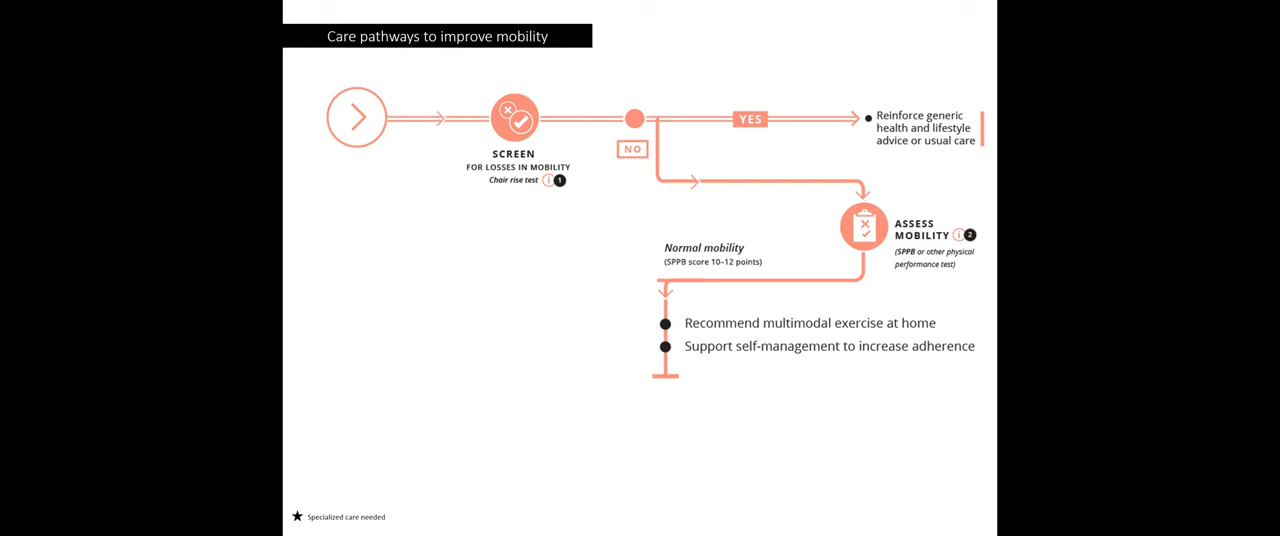 Care pathways to improve mobility
YES
Reinforce generic
health and lifestyle
advice or usual care
NO
SCREEN
FOR LOSSES IN MOBILITY
Chair rise test i 1
ASSESS
MOBILITY i 2
(SPPB or other physical
performance test)
Normal mobility
(SPPB score 10–12 points)
Recommend multimodal exercise at home
Support self-management to increase adherence
Specialized care needed